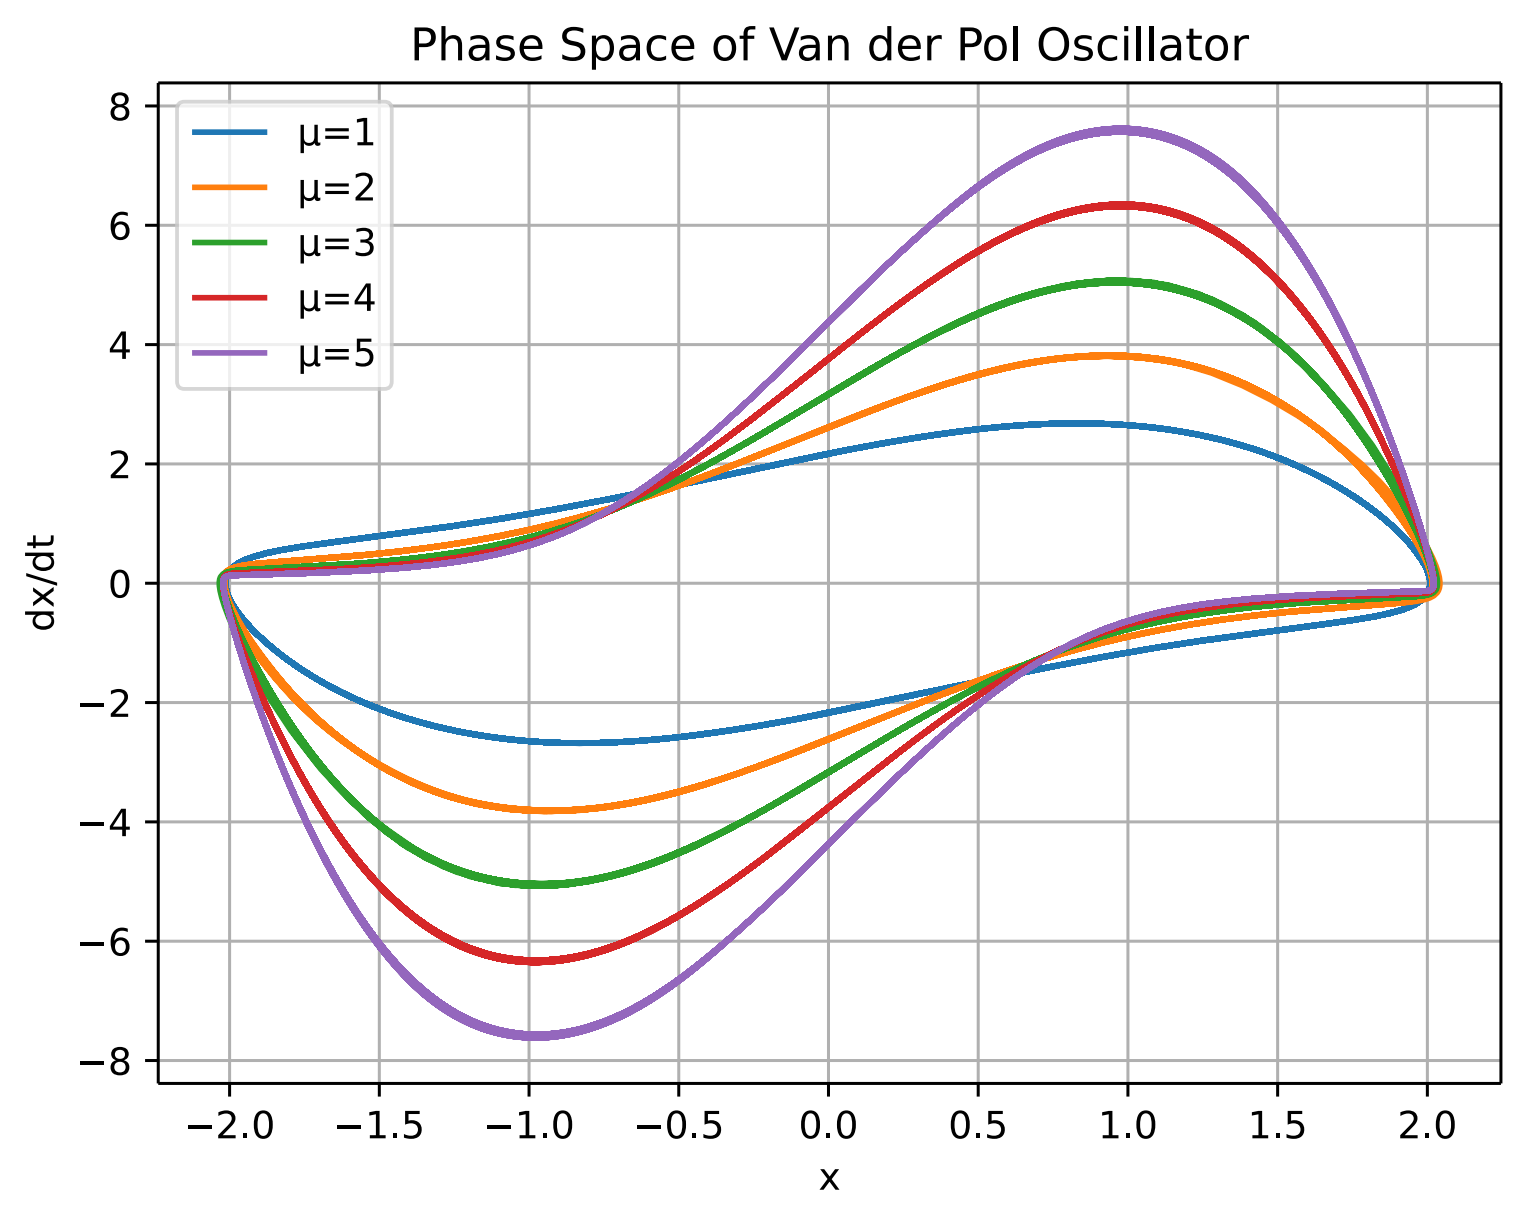 Phase Space of Van der Pol Oscillator
8
6
4
2
0
−2
−4
−6
−8
dx/dt
μ=1
μ=2
μ=3
μ=4
μ=5
−2.0 −1.5 −1.0 −0.5 0.0 0.5 1.0 1.5 2.0
x